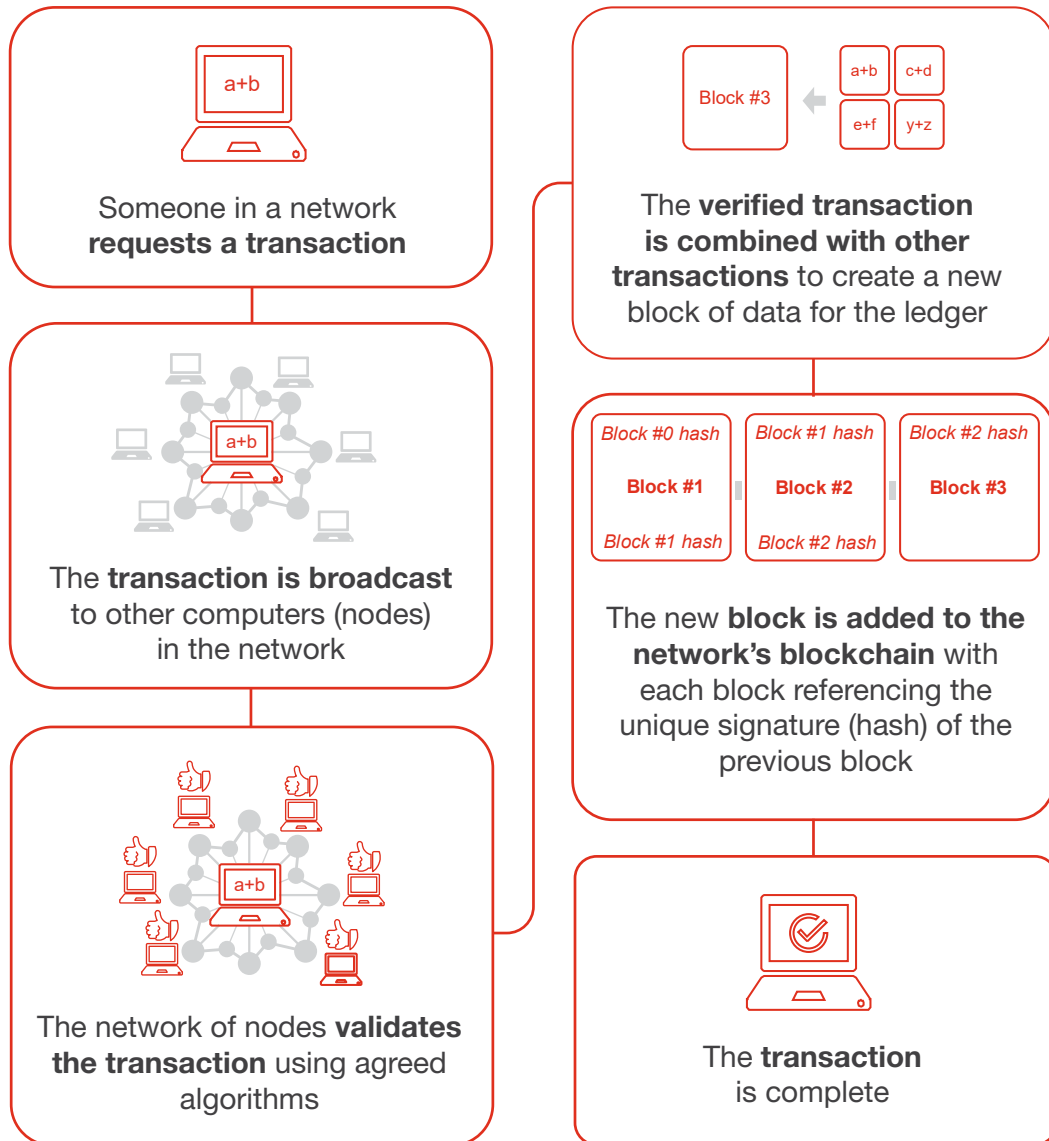 a+b
Someone in a network
requests a transaction
a+b
The transaction is broadcast
to other computers (nodes)
in the network
a+b
The network of nodes validates
the transaction using agreed
algorithms
Block #3
a+b
c+d
e+f
y+z
The verified transaction
is combined with other
transactions to create a new
block of data for the ledger
Block #0 hash
Block #1
Block #1 hash
Block #1 hash
Block #2
Block #2 hash
Block #2 hash
Block #3
The new block is added to the
network’s blockchain with
each block referencing the
unique signature (hash) of the
previous block
The transaction
is complete